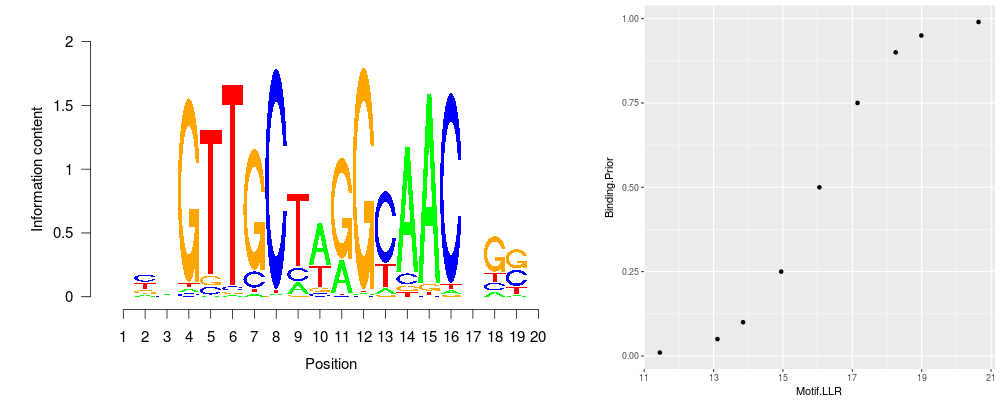 2
1.5
1
0.5
0
Information content
C T G A
G T A C
T G C
T C
G C T A
C T A
T C A
A T G C
G A
G
C T A
A C G T
A G T
C T A
G T C A
G C T
1 2 3 4 5 6 7 8 9 10 11 12 13 14 15 16 17 18 19 20
Position
1.00
0.75
0.50
0.25
0.00
Binding.Prior
11 13 15 17 19 21
Motif.LLR